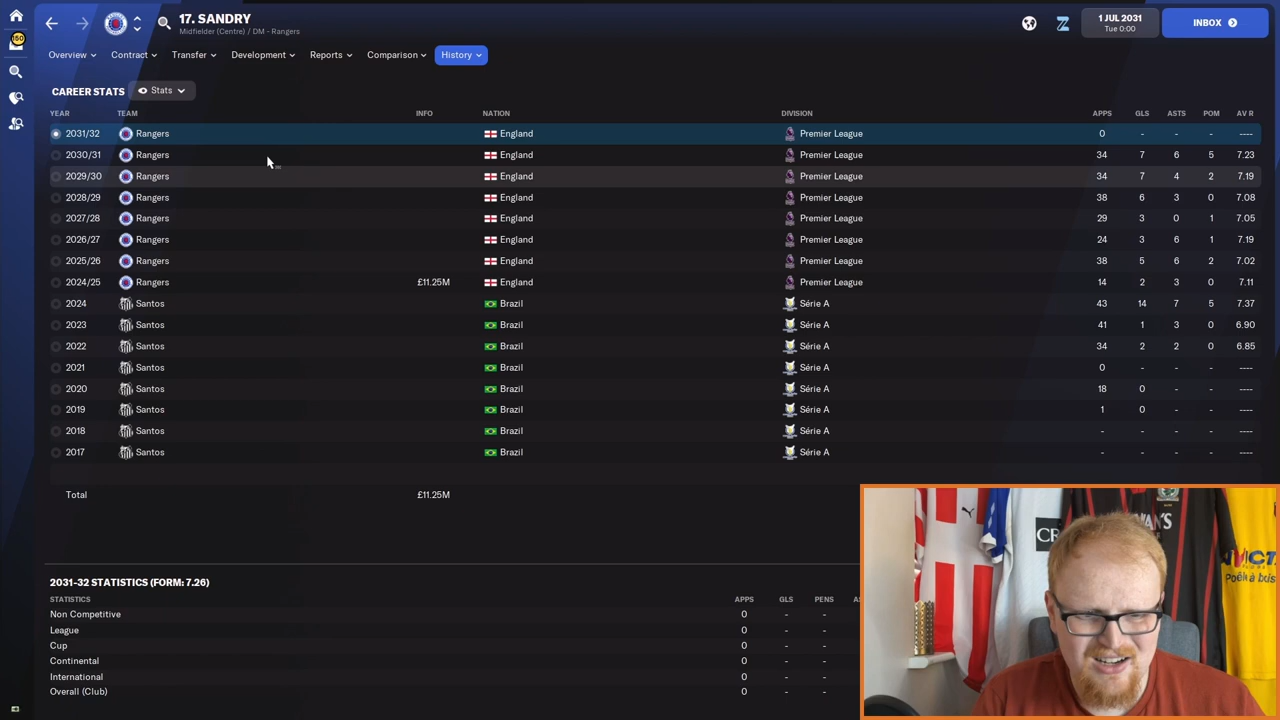 17. SANDRY
Midfielder (Centre) / DM - Rangers
1 JUL 2031
Tue 0:00
INBOX
150
Overview
Contract
Transfer
Development
Reports
Comparison
History
CAREER STATS
Stats
YEAR TEAM INFO NATION DIVISION APPS GLS ASTS POM AV R
2031/32 Rangers England Premier League 0 - - - ----
2030/31 Rangers England Premier League 34 7 6 5 7.23
2029/30 Rangers England Premier League 34 7 4 2 7.19
2028/29 Rangers England Premier League 38 6 3 0 7.08
2027/28 Rangers England Premier League 29 3 0 1 7.05
2026/27 Rangers England Premier League 24 3 6 1 7.19
2025/26 Rangers England Premier League 38 5 6 2 7.02
2024/25 Rangers £11.25M England Premier League 14 2 3 0 7.11
2024 Santos Brazil Série A 43 14 7 5 7.37
2023 Santos Brazil Série A 41 1 3 0 6.90
2022 Santos Brazil Série A 34 2 2 0 6.85
2021 Santos Brazil Série A 0 - - - ----
2020 Santos Brazil Série A 18 0 - - ----
2019 Santos Brazil Série A 1 0 - - ----
2018 Santos Brazil Série A - - - - ----
2017 Santos Brazil Série A - - - - ----
Total £11.25M
2031-32 STATISTICS (FORM: 7.26)
STATISTICS APPS GLS PENS
Non Competitive 0 - -
League 0 - -
Cup 0 - -
Continental 0 - -
International 0 - -
Overall (Club) 0 - -